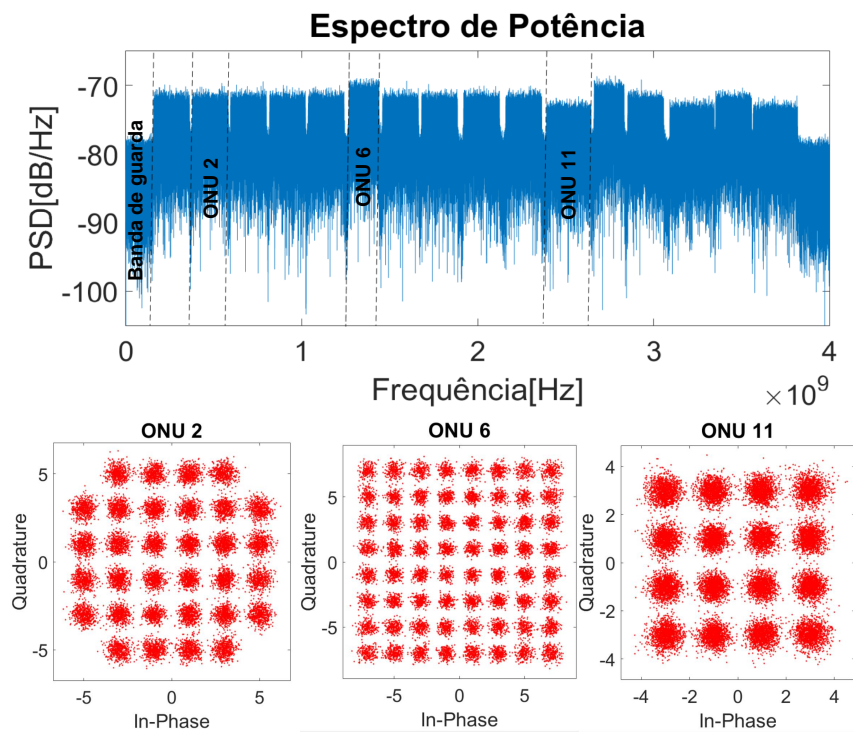 Espectro de Potência
PSD[dB/Hz]
-70
-80
-90
-100
Banda de guarda
ONU 2
ONU 6
ONU 11
0
1
2
3
4
Frequência[Hz]
×10⁹
ONU 2
Quadrature
5
0
-5
-5
0
5
In-Phase
ONU 6
Quadrature
5
0
-5
-5
0
5
In-Phase
ONU 11
Quadrature
4
2
0
-2
-4
-4
-2
0
2
4
In-Phase